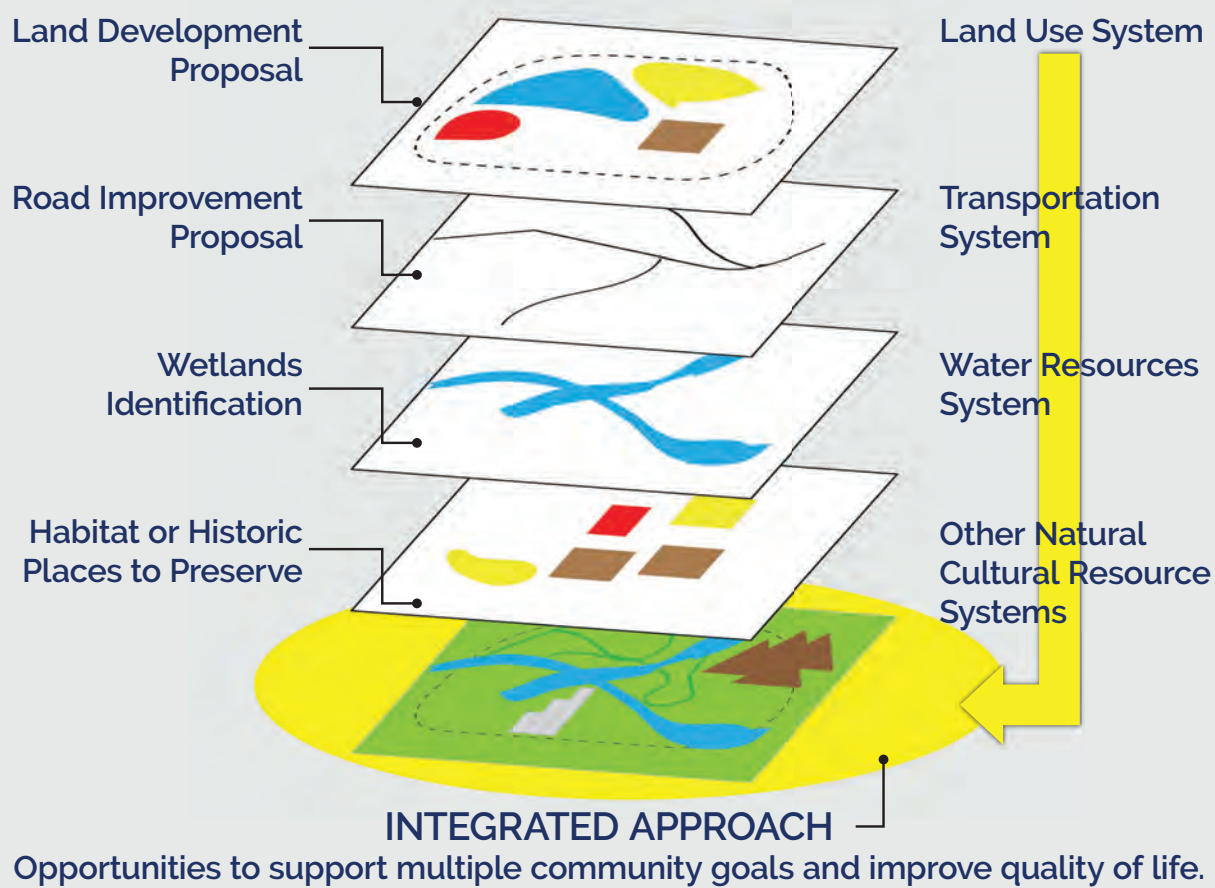 Land Development
Proposal
Land Use System
Road Improvement
Proposal
Transportation
System
Wetlands
Identification
Water Resources
System
Habitat or Historic
Places to Preserve
Other Natural
Cultural Resource
Systems
INTEGRATED APPROACH
Opportunities to support multiple community goals and improve quality of life.